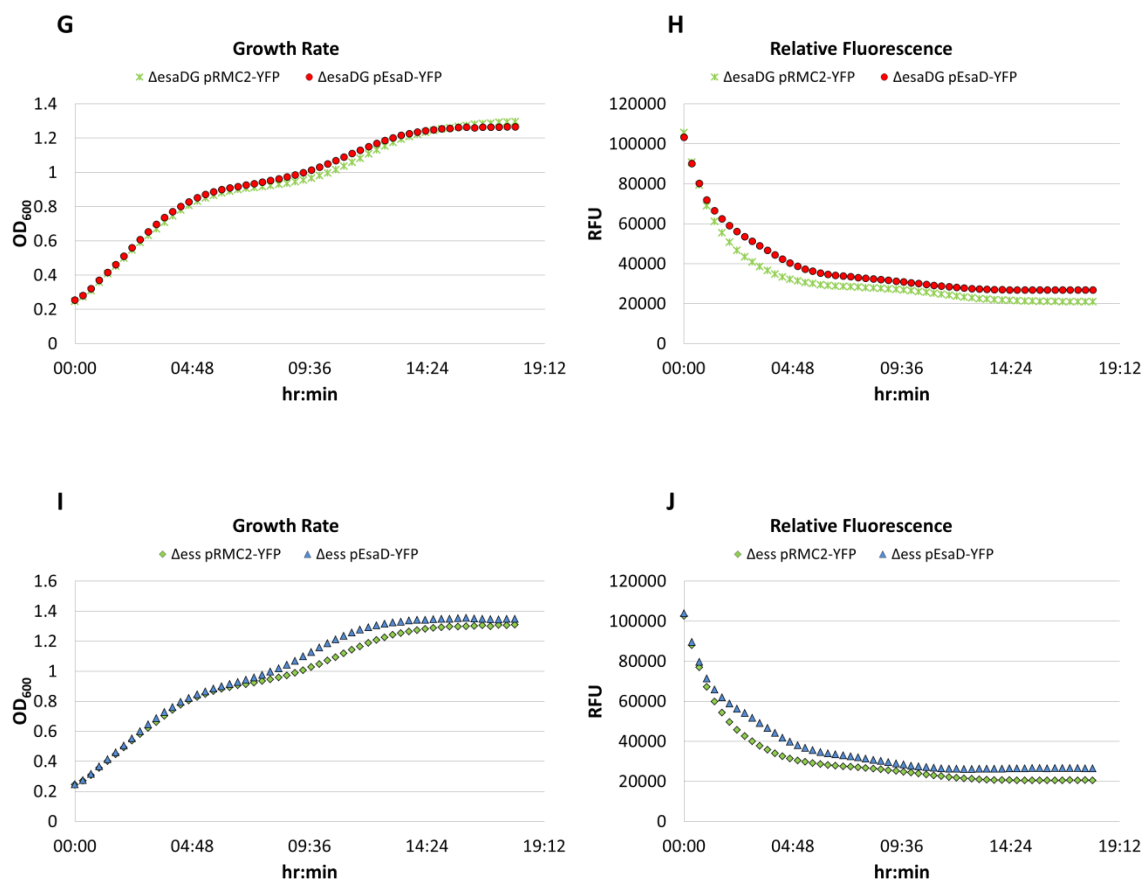 G
Growth Rate
ΔesaDG pRMC2-YFP ΔesaDG pEsaD-YFP
1.4
1.2
1
0.8
0.6
0.4
0.2
0
OD600
00:00 04:48 09:36 14:24 19:12
hr:min
H
Relative Fluorescence
ΔesaDG pRMC2-YFP ΔesaDG pEsaD-YFP
120000
100000
80000
60000
40000
20000
0
RFU
00:00 04:48 09:36 14:24 19:12
hr:min
I
Growth Rate
Δess pRMC2-YFP Δess pEsaD-YFP
1.6
1.4
1.2
1
0.8
0.6
0.4
0.2
0
OD600
00:00 04:48 09:36 14:24 19:12
hr:min
J
Relative Fluorescence
Δess pRMC2-YFP Δess pEsaD-YFP
120000
100000
80000
60000
40000
20000
0
RFU
00:00 04:48 09:36 14:24 19:12
hr:min